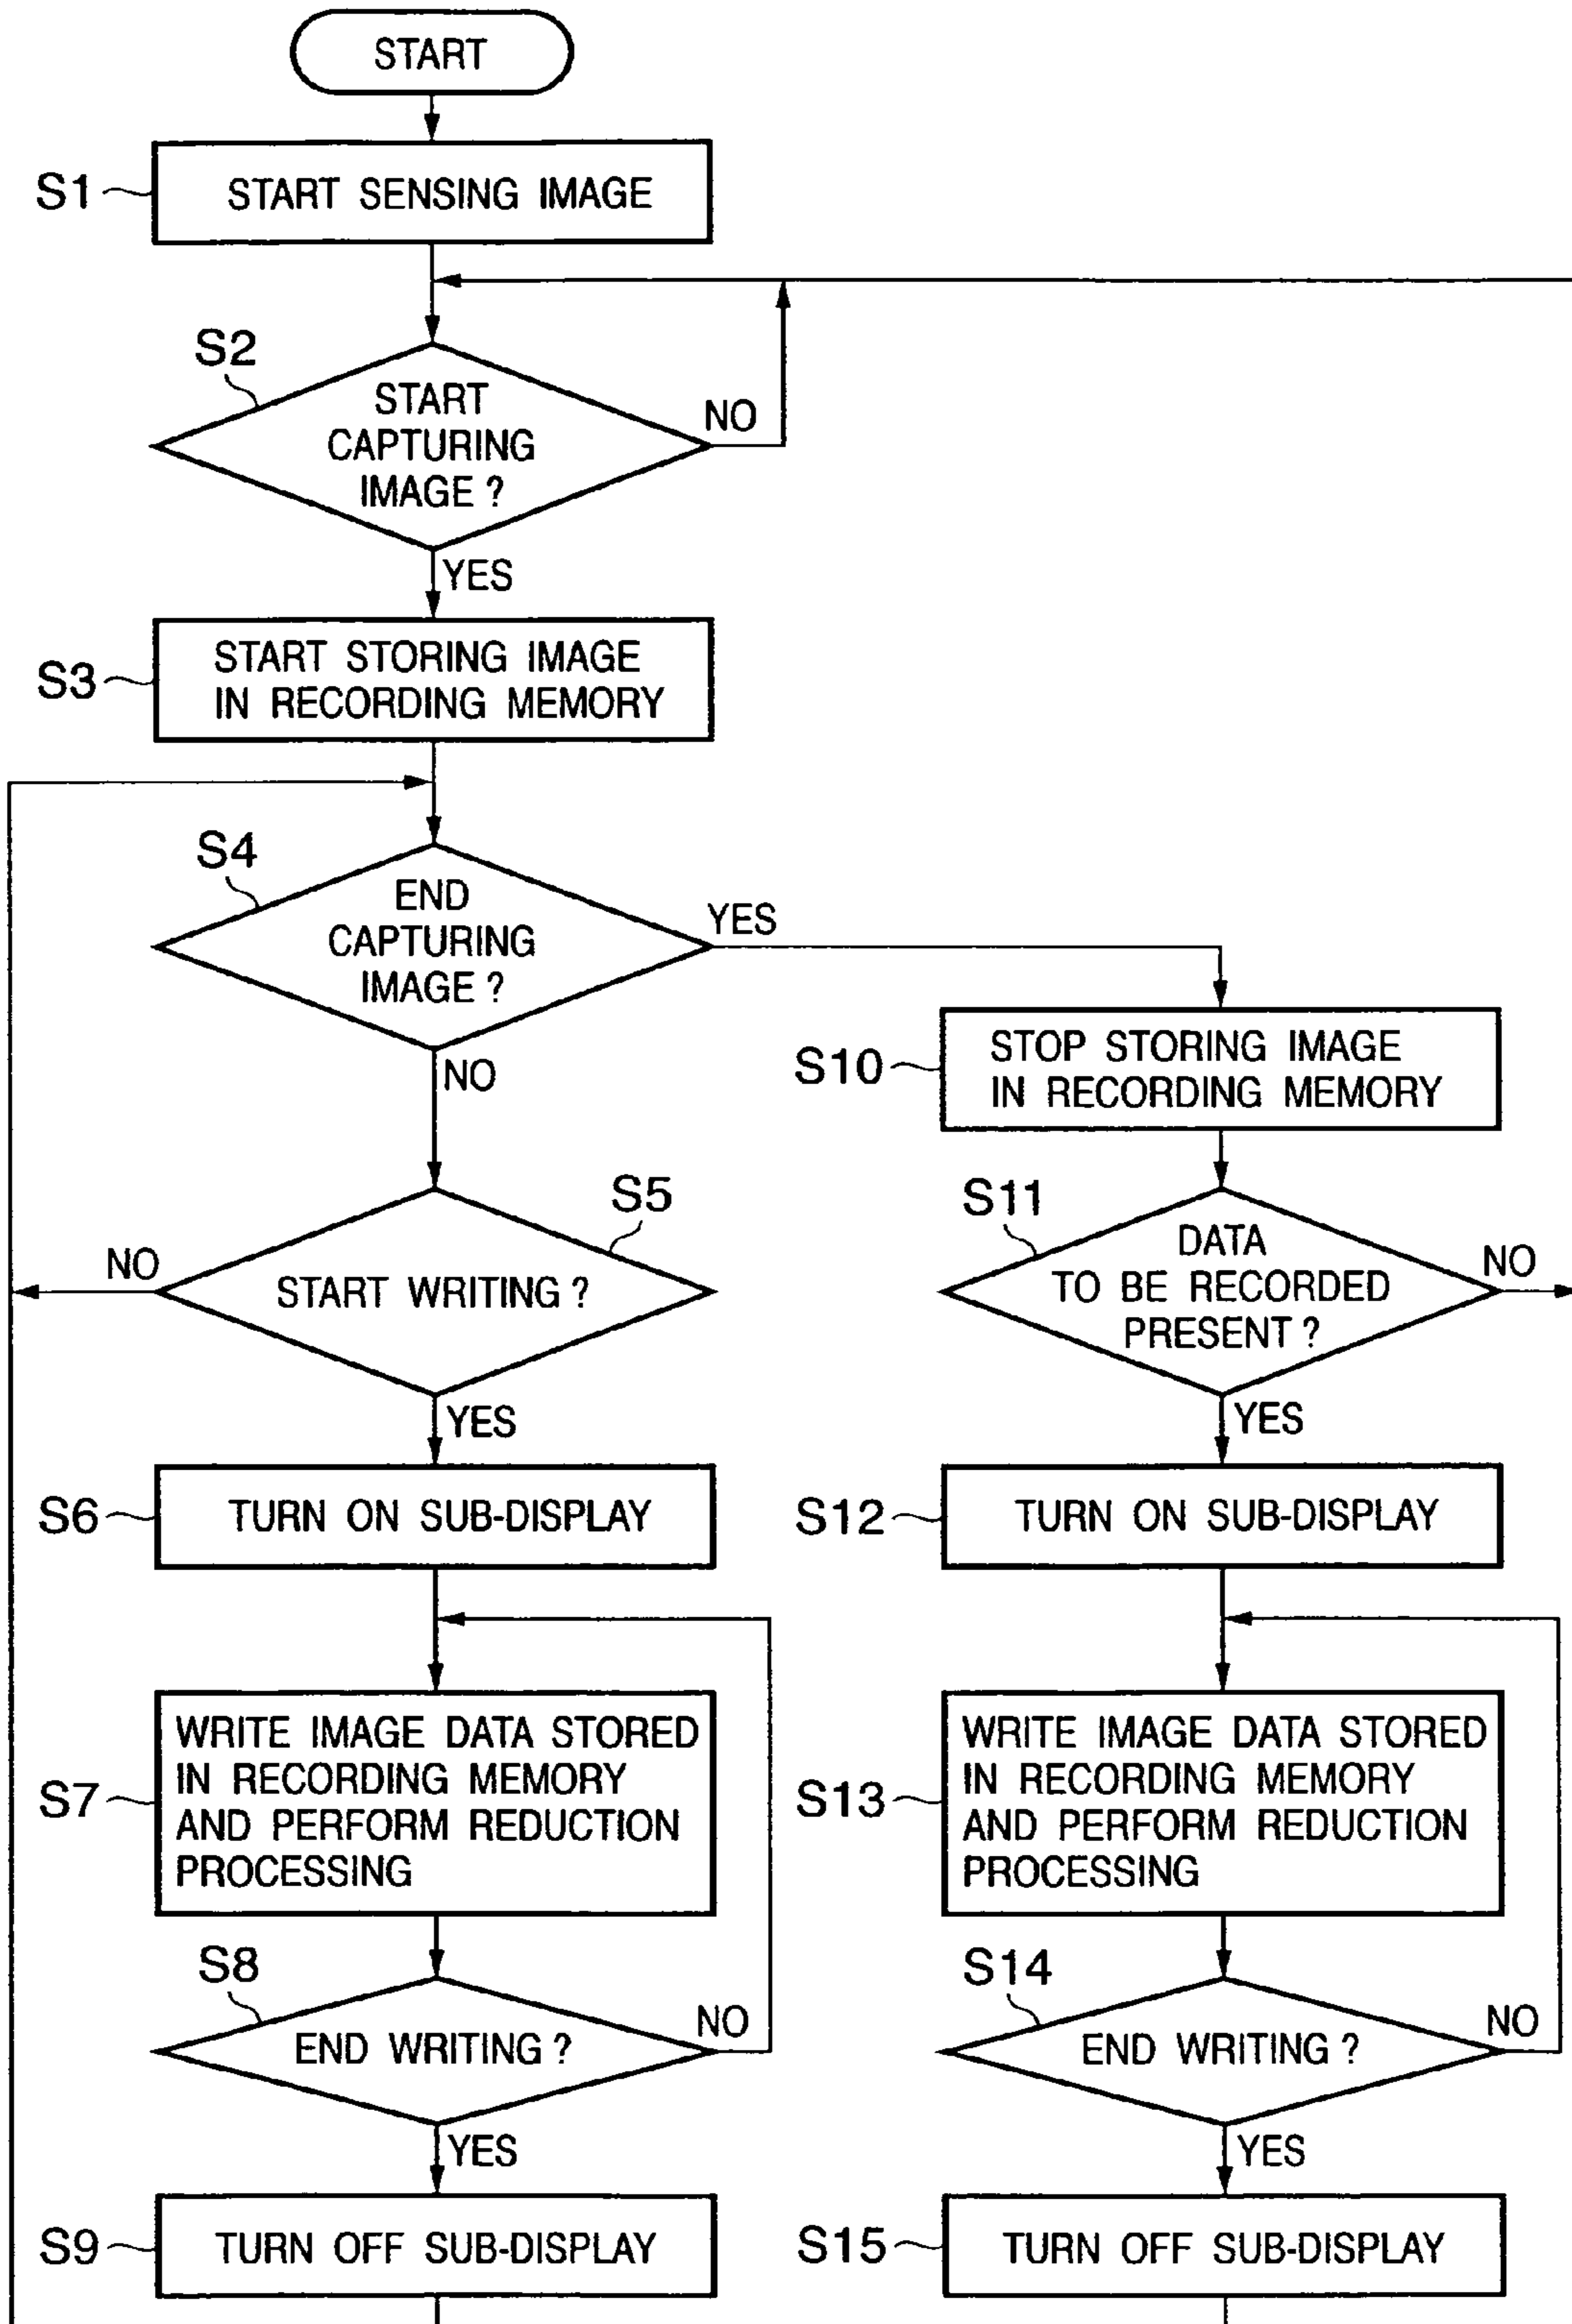 START
S1
START SENSING IMAGE
S2
START
CAPTURING
IMAGE ?
NO
YES
S3
START STORING IMAGE
IN RECORDING MEMORY
S4
END
CAPTURING
IMAGE ?
YES
NO
S10
STOP STORING IMAGE
IN RECORDING MEMORY
S5
START WRITING ?
NO
YES
S11
DATA
TO BE RECORDED
PRESENT ?
NO
YES
S6
TURN ON SUB-DISPLAY
S12
TURN ON SUB-DISPLAY
S7
WRITE IMAGE DATA STORED
IN RECORDING MEMORY
AND PERFORM REDUCTION
PROCESSING
S13
WRITE IMAGE DATA STORED
IN RECORDING MEMORY
AND PERFORM REDUCTION
PROCESSING
S8
END WRITING ?
NO
YES
S14
END WRITING ?
NO
YES
S9
TURN OFF SUB-DISPLAY
S15
TURN OFF SUB-DISPLAY